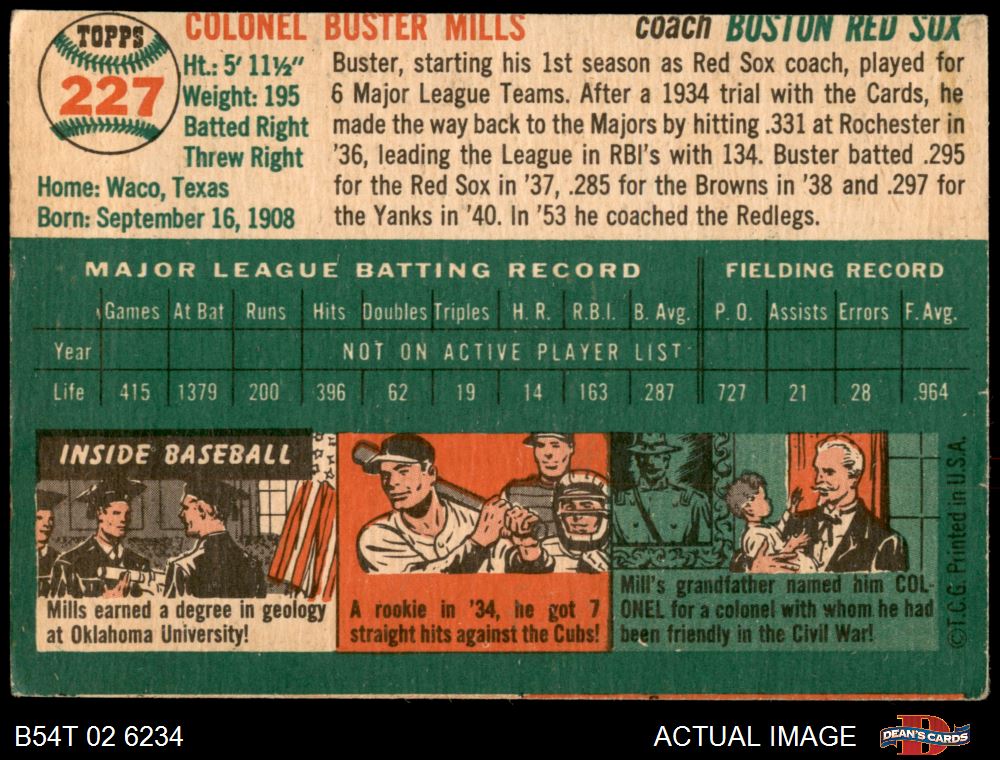 TOPPS
227
COLONEL BUSTER MILLS
coach BOSTON RED SOX
Ht.: 5' 11½"
Weight: 195
Batted Right
Threw Right
Home: Waco, Texas
Born: September 16, 1908
Buster, starting his 1st season as Red Sox coach, played for
6 Major League Teams. After a 1934 trial with the Cards, he
made the way back to the Majors by hitting .331 at Rochester in
'36, leading the League in RBI's with 134. Buster batted .295
for the Red Sox in '37, .285 for the Browns in '38 and .297 for
the Yanks in '40. In '53 he coached the Redlegs.
MAJOR LEAGUE BATTING RECORD FIELDING RECORD
Games At Bat Runs Hits Doubles Triples H. R. R.B.I. B. Avg. P. O. Assists Errors F. Avg.
Year NOT ON ACTIVE PLAYER LIST
Life 415 1379 200 396 62 19 14 163 .287 727 21 28 .964
INSIDE BASEBALL
Mills earned a degree in geology
at Oklahoma University!
A rookie in '34, he got 7
straight hits against the Cubs!
Mill's grandfather named him COL-
ONEL for a colonel with whom he had
been friendly in the Civil War!
©T.C.G. Printed in U.S.A.
B54T 02 6234
ACTUAL IMAGE
D
DEAN'S CARDS